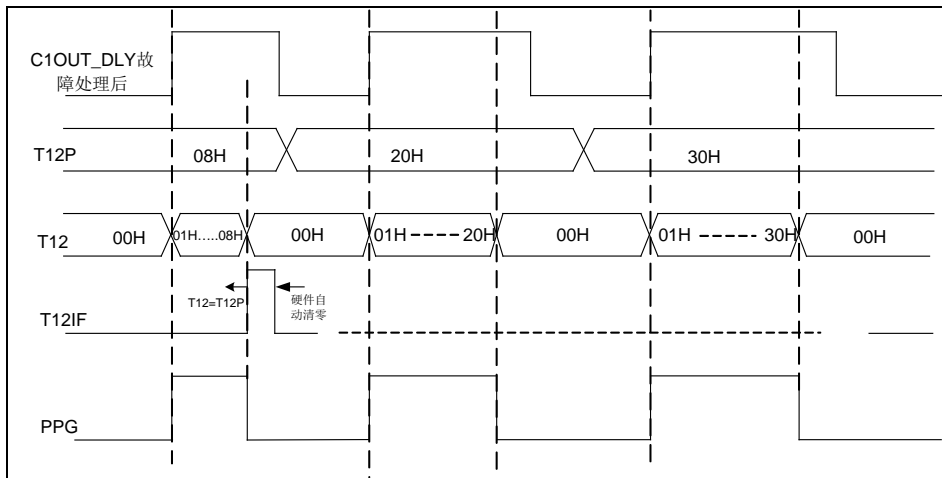 C1OUT_DLY故
障处理后
T12P
08H
20H
30H
T12
00H
01H.....08H
00H
01H-----20H
00H
01H ----- 30H
00H
T12=T12P
硬件自
动清零
T12IF
PPG